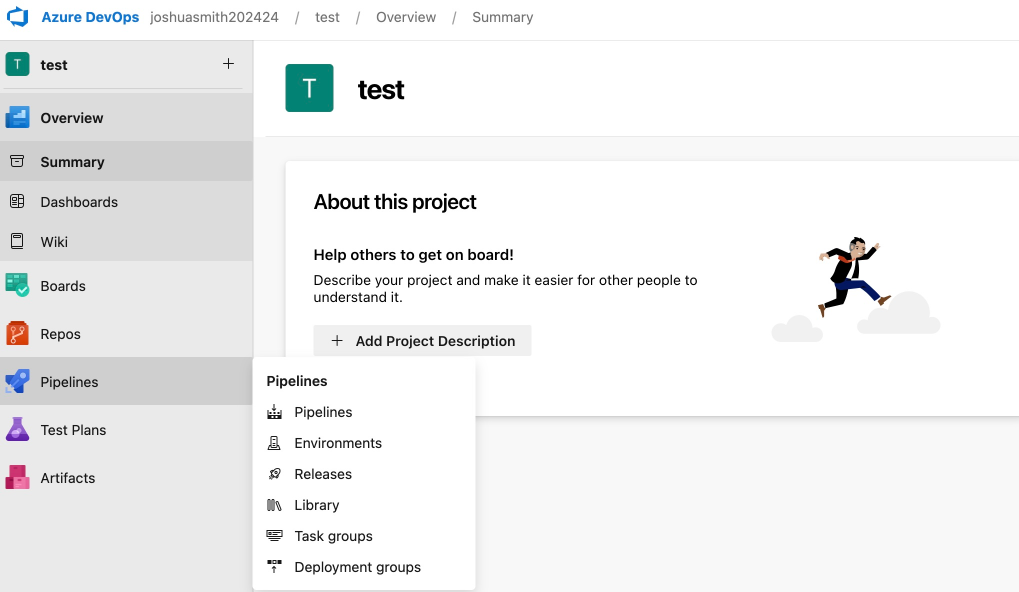 Azure DevOps joshuasmith202424 / test / Overview / Summary
T test +
Overview
Summary
Dashboards
Wiki
Boards
Repos
Pipelines
Test Plans
Artifacts
T test
About this project
Help others to get on board!
Describe your project and make it easier for other people to
understand it.
+ Add Project Description
Pipelines
Pipelines
Environments
Releases
Library
Task groups
Deployment groups